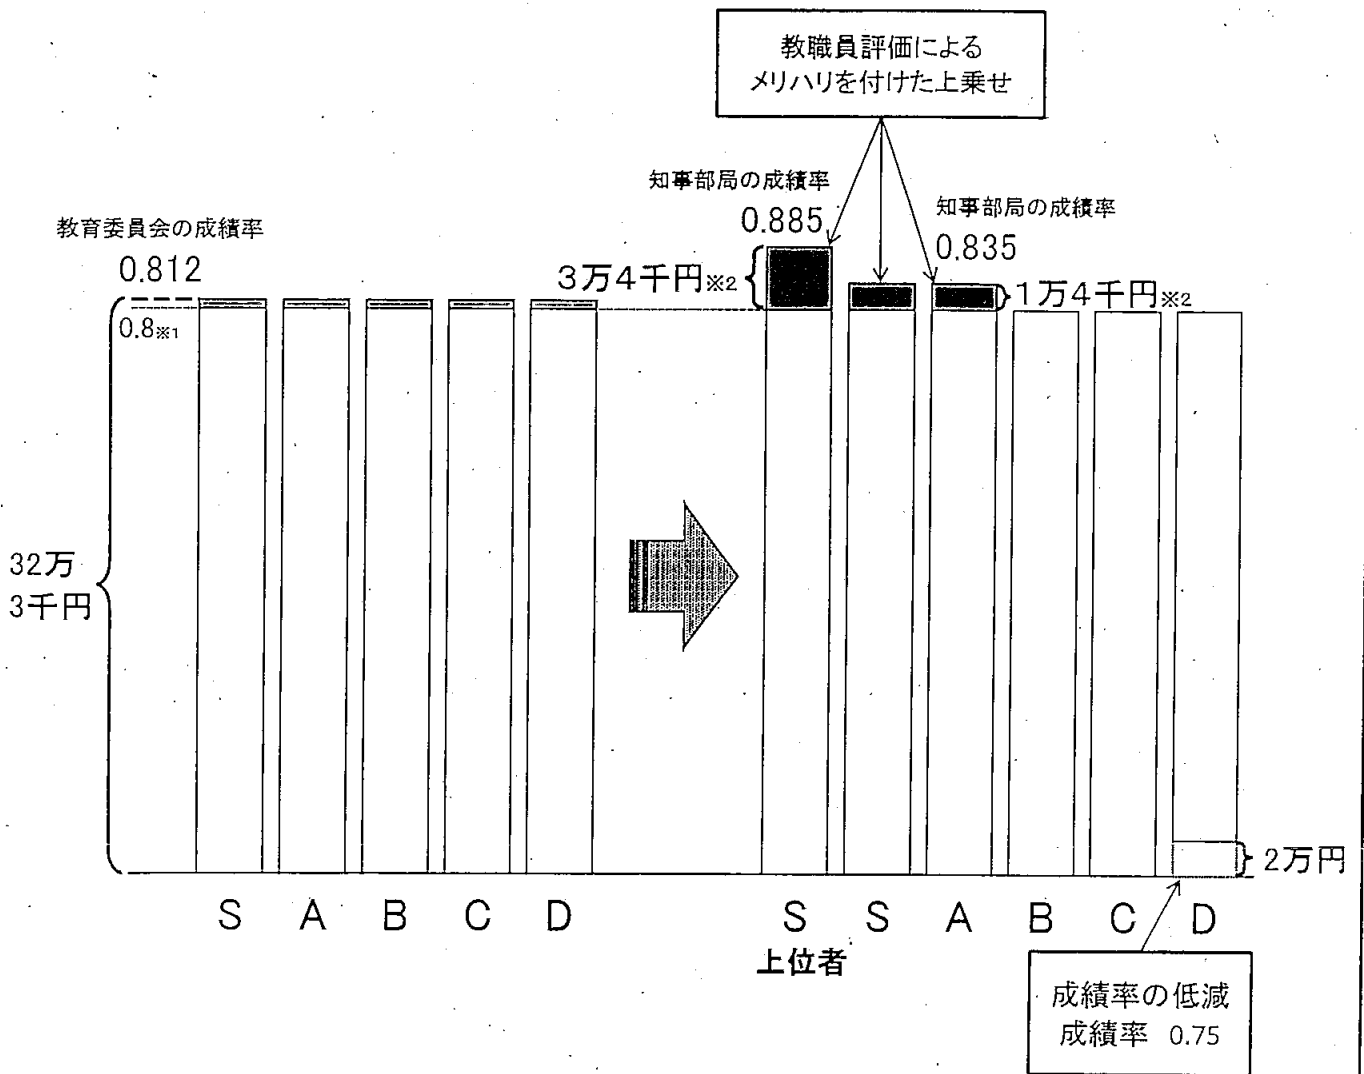 教職員評価による
メリハリを付けた上乗せ
知事部局の成績率
0.885
知事部局の成績率
0.835
教育委員会の成績率
0.812
0.8※1
3万4千円※2
1万4千円※2
32万
3千円
2万円
S A B C D
S S A B C D
上位者
成績率の低減
成績率 0.75